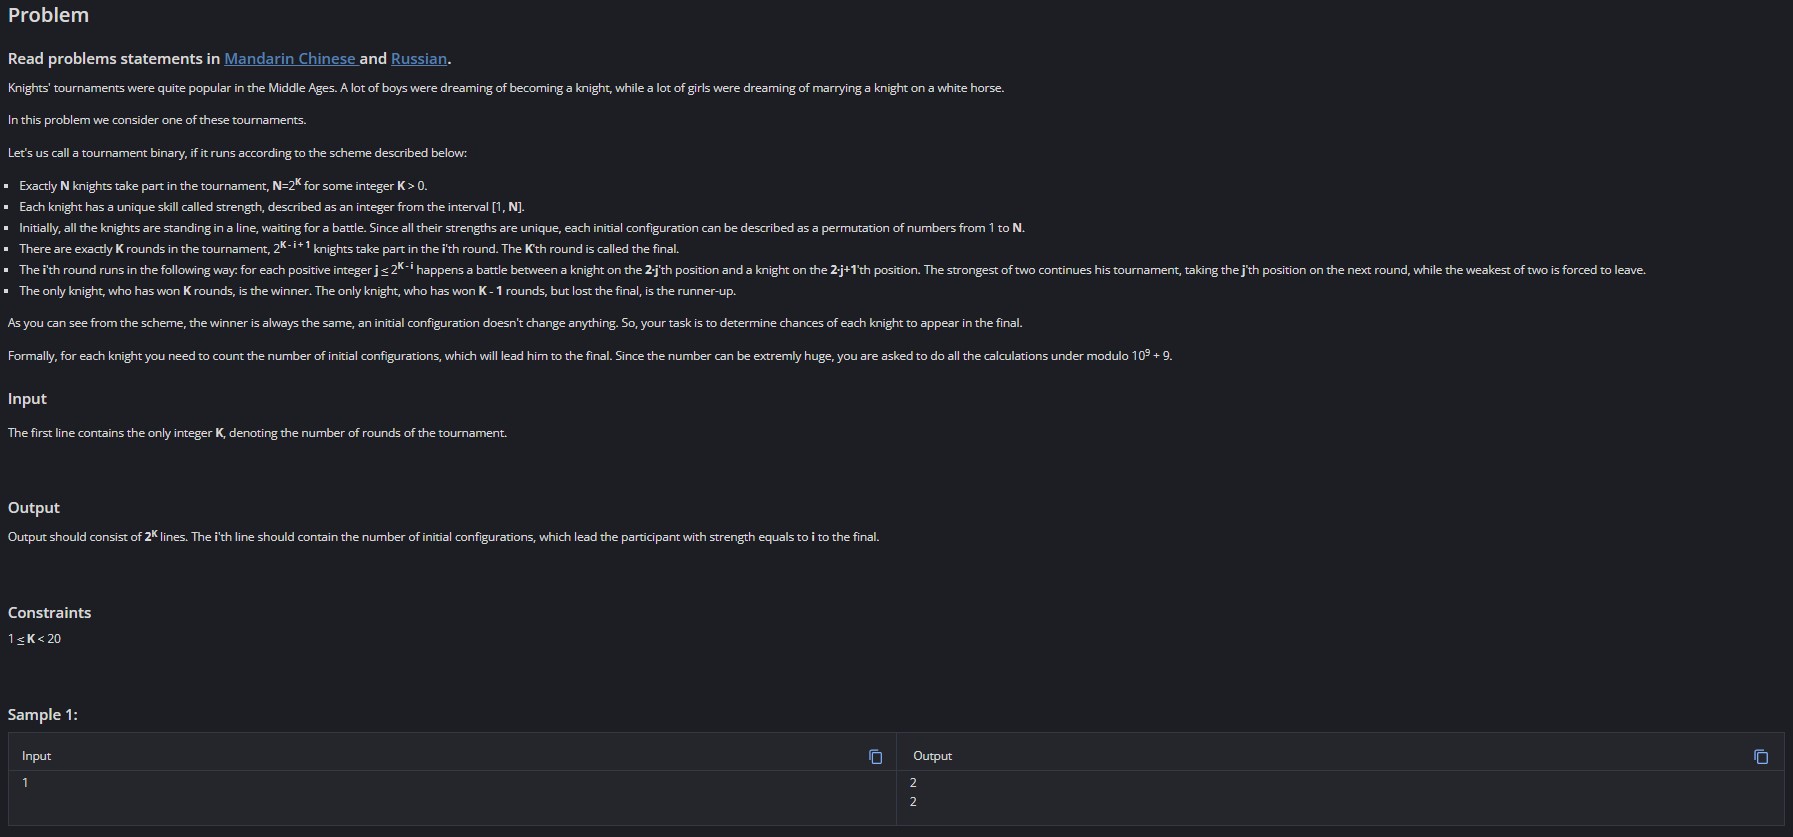 Problem
Read problems statements in Mandarin Chinese and Russian.
Knights' tournaments were quite popular in the Middle Ages. A lot of boys were dreaming of becoming a knight, while a lot of girls were dreaming of marrying a knight on a white horse.
In this problem we consider one of these tournaments.
Let's us call a tournament binary, if it runs according to the scheme described below:
▪ Exactly N knights take part in the tournament, N=2^K for some integer K > 0.
▪ Each knight has a unique skill called strength, described as an integer from the interval [1, N].
▪ Initially, all the knights are standing in a line, waiting for a battle. Since all their strengths are unique, each initial configuration can be described as a permutation of numbers from 1 to N.
▪ There are exactly K rounds in the tournament, 2^(K - i + 1) knights take part in the i'th round. The K'th round is called the final.
▪ The i'th round runs in the following way: for each positive integer j ≤ 2^(K - i) happens a battle between a knight on the 2·j'th position and a knight on the 2·j+1'th position. The strongest of two continues his tournament, taking the j'th position on the next round, while the weakest of two is forced to leave.
▪ The only knight, who has won K rounds, is the winner. The only knight, who has won K - 1 rounds, but lost the final, is the runner-up.
As you can see from the scheme, the winner is always the same, an initial configuration doesn't change anything. So, your task is to determine chances of each knight to appear in the final.
Formally, for each knight you need to count the number of initial configurations, which will lead him to the final. Since the number can be extremly huge, you are asked to do all the calculations under modulo 10^9 + 9.
Input
The first line contains the only integer K, denoting the number of rounds of the tournament.
Output
Output should consist of 2^K lines. The i'th line should contain the number of initial configurations, which lead the participant with strength equals to i to the final.
Constraints
1 ≤ K < 20
Sample 1:
Input
Output
1
2
2